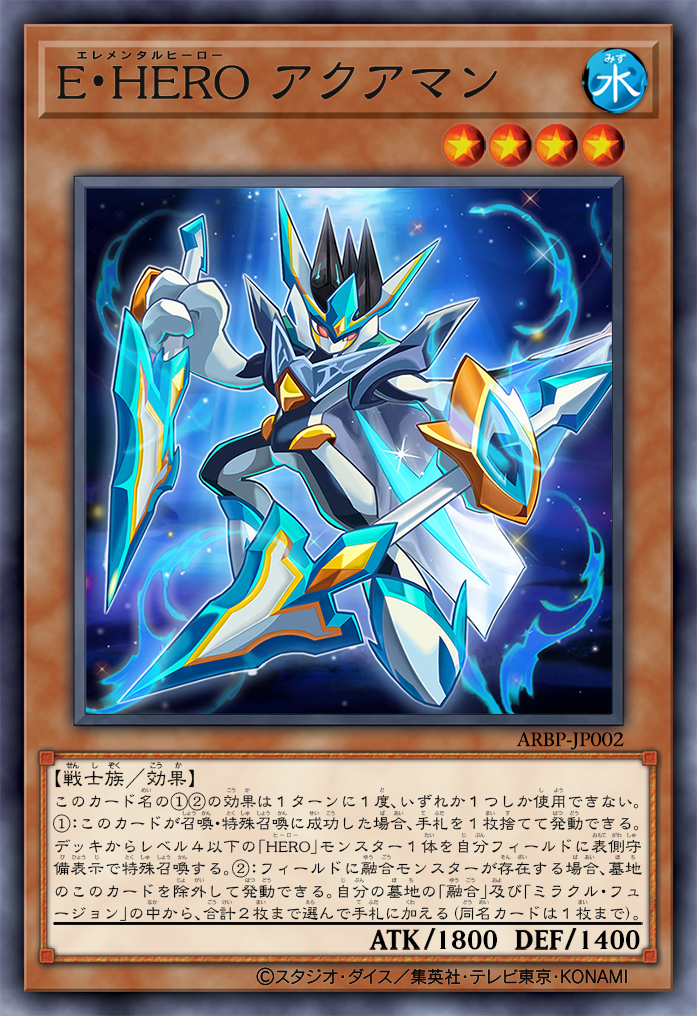 エレメンタルヒーロー
E・HERO アクアマン
みず
水
ARBP-JP002
【戦士族／効果】
このカード名の①②の効果は１ターンに１度、いずれか１つしか使用できない。
①：このカードが召喚・特殊召喚に成功した場合、手札を１枚捨てて発動できる。
デッキからレベル４以下の「HERO」モンスター１体を自分フィールドに表側守
備表示で特殊召喚する。②：フィールドに融合モンスターが存在する場合、墓地
のこのカードを除外して発動できる。自分の墓地の「融合」及び「ミラクル・フュ
ージョン」の中から、合計２枚まで選んで手札に加える（同名カードは１枚まで）。
ATK/1800 DEF/1400
©スタジオ・ダイス／集英社・テレビ東京・KONAMI